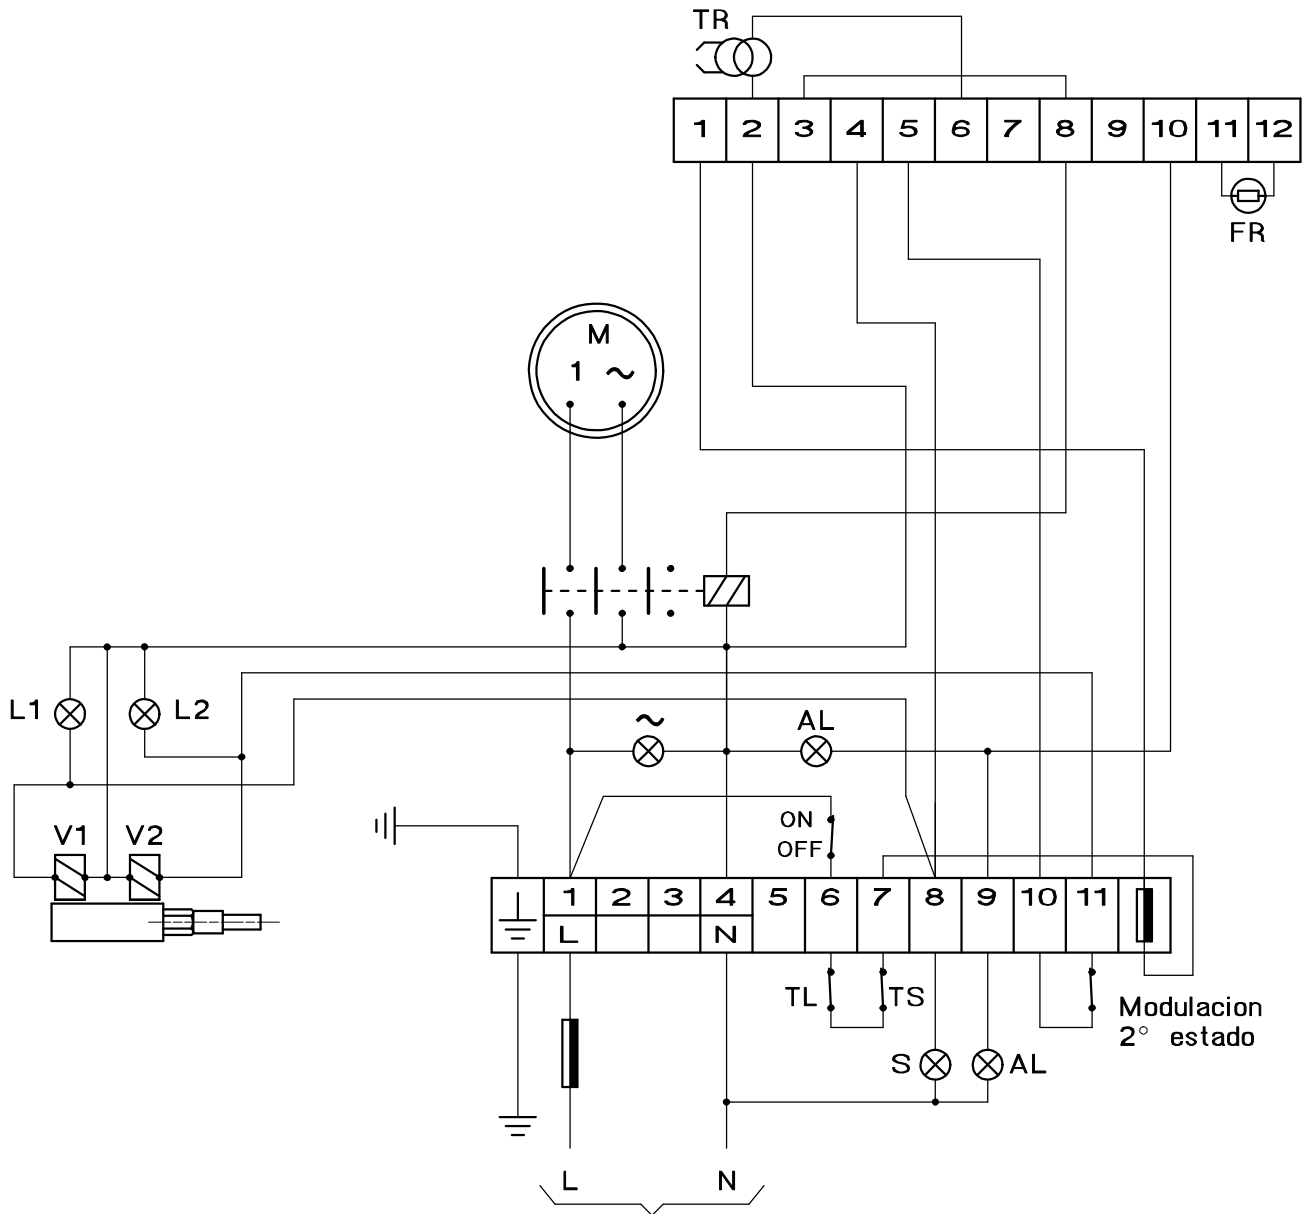 TR
1 2 3 4 5 6 7 8 9 10 11 12
FR
M
1 ~
L1 L2
~ AL
ON
OFF
V1 V2
1 2 3 4 5 6 7 8 9 10 11
L N
TL TS
Modulacion
2° estado
S AL
L N